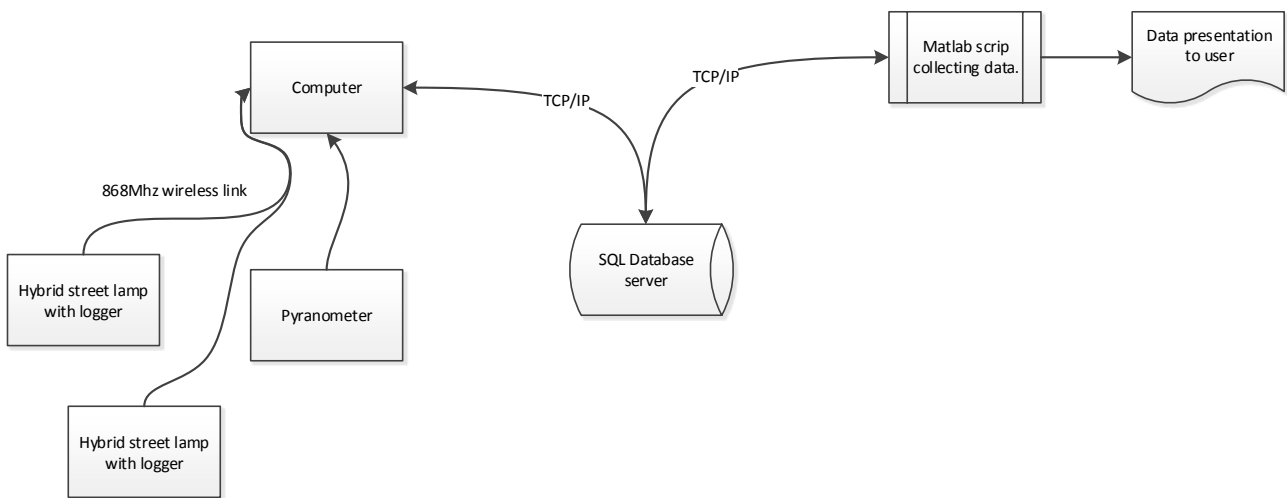 Computer
TCP/IP
TCP/IP
Matlab scrip
collecting data.
Data presentation
to user
868Mhz wireless link
Hybrid street lamp
with logger
Pyranometer
SQL Database
server
Hybrid street lamp
with logger